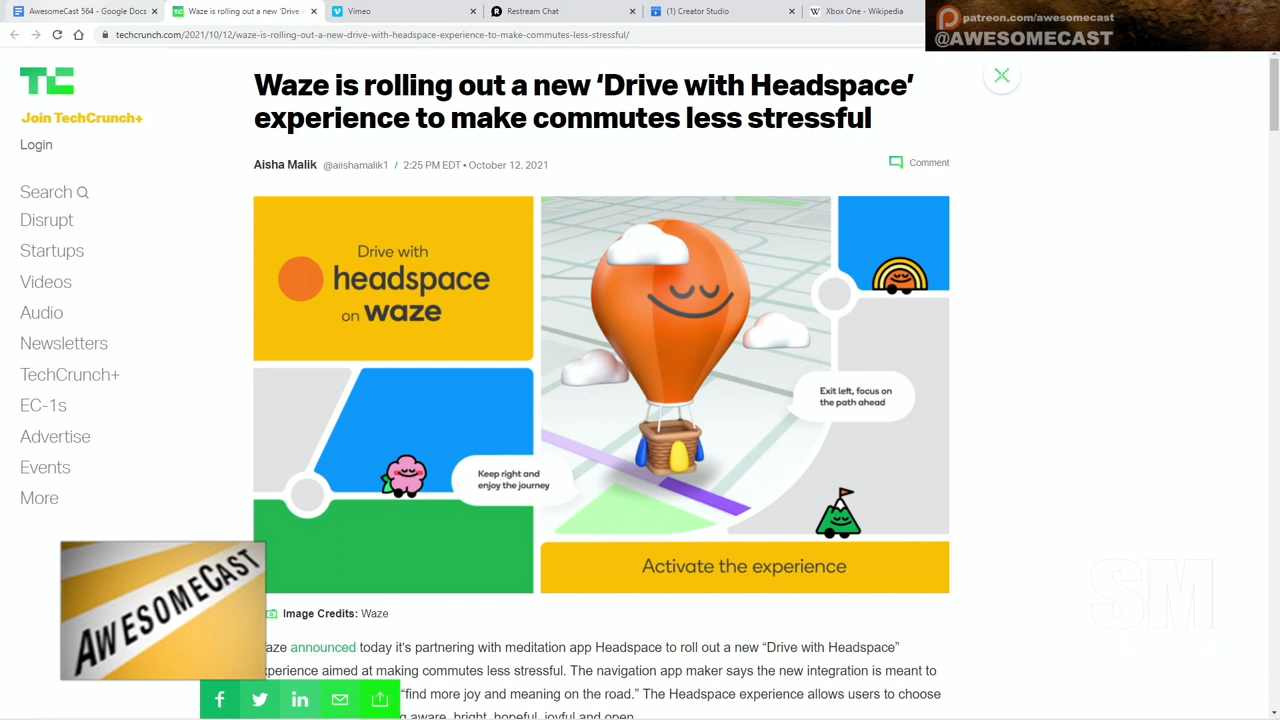 AwesomeCast 564 - Google Docs
Waze is rolling out a new 'Drive
Vimeo
Restream Chat
(1) Creator Studio
Xbox One - Wikipedia
patreon.com/awesomecast
@AWESOMECAST
techcrunch.com/2021/10/12/waze-is-rolling-out-a-new-drive-with-headspace-experience-to-make-commutes-less-stressful/
TC
Join TechCrunch+
Login
Search
Disrupt
Startups
Videos
Audio
Newsletters
TechCrunch+
EC-1s
Advertise
Events
More
Waze is rolling out a new ‘Drive with Headspace’
experience to make commutes less stressful
Aisha Malik @aiishamalik1 / 2:25 PM EDT • October 12, 2021
Comment
Drive with
headspace
on waze
Exit left, focus on
the path ahead
Keep right and
enjoy the journey
Activate the experience
AWESOMECAST
SM
Image Credits: Waze
announced today it’s partnering with meditation app Headspace to roll out a new “Drive with Headspace”
aimed at making commutes less stressful. The navigation app maker says the new integration is meant to
“find more joy and meaning on the road.” The Headspace experience allows users to choose
aware, bright, hopeful, joyful and open